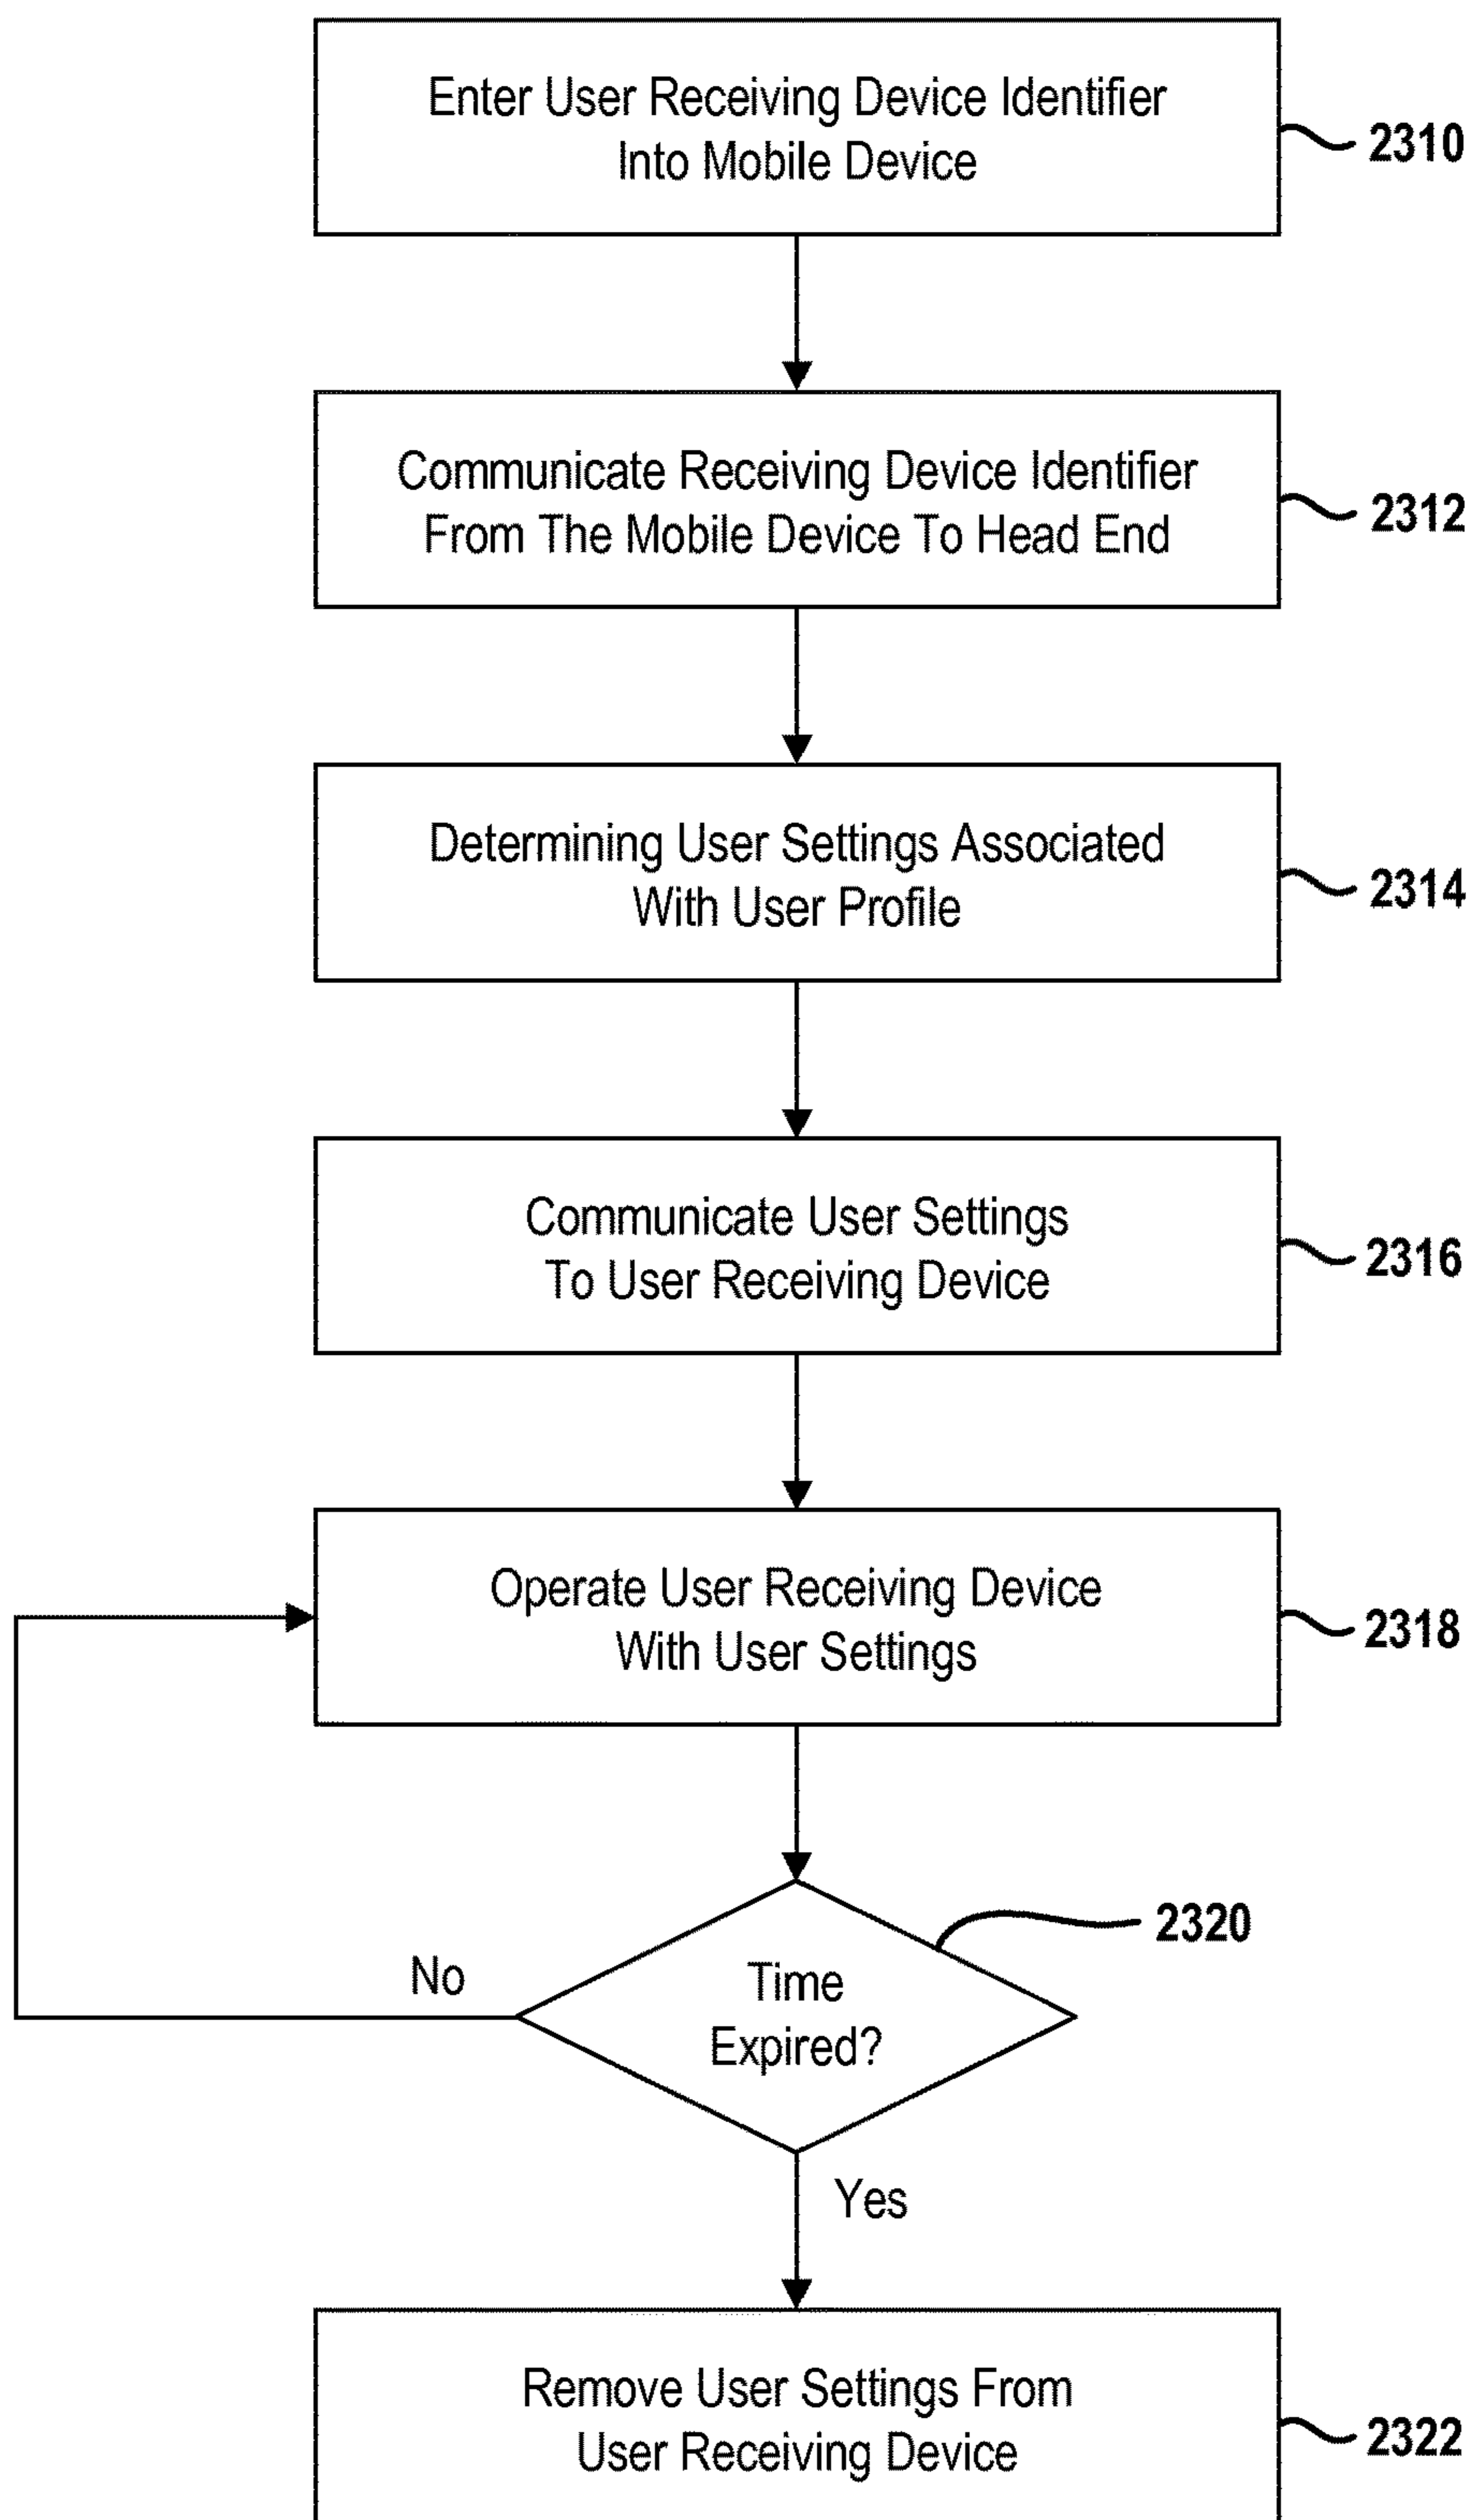 Enter User Receiving Device Identifier
Into Mobile Device
2310
Communicate Receiving Device Identifier
From The Mobile Device To Head End
2312
Determining User Settings Associated
With User Profile
2314
Communicate User Settings
To User Receiving Device
2316
Operate User Receiving Device
With User Settings
2318
2320
No
Time
Expired?
Yes
Remove User Settings From
User Receiving Device
2322